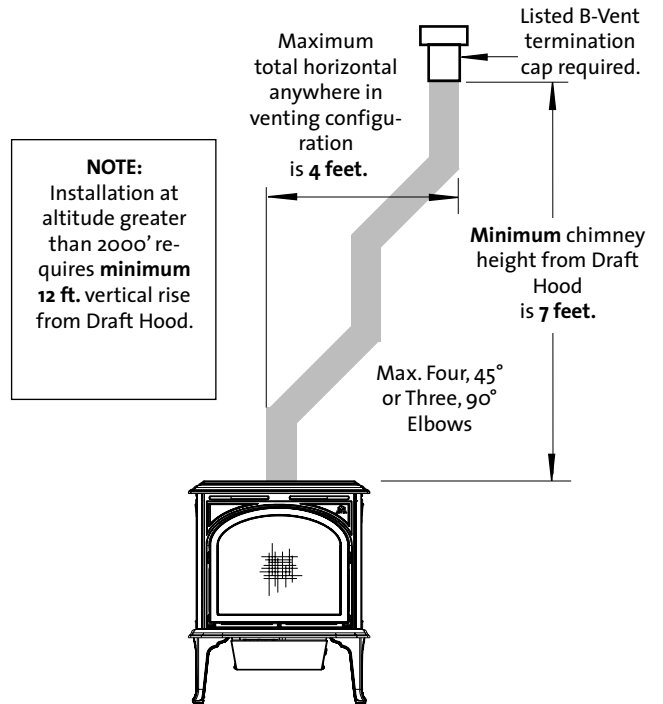 Listed B-Vent
termination
cap required.
Maximum
total horizontal
anywhere in
venting configu-
ration
is 4 feet.
NOTE:
Installation at
altitude greater
than 2000' re-
quires minimum
12 ft. vertical rise
from Draft Hood.
Minimum chimney
height from Draft
Hood
is 7 feet.
Max. Four, 45°
or Three, 90°
Elbows